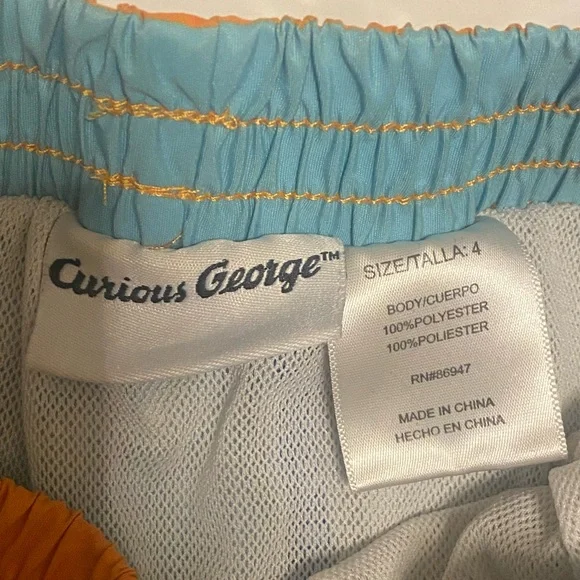 Curious George™
SIZE/TALLA: 4
BODY/CUERPO
100%POLYESTER
100%POLIESTER
RN#86947
MADE IN CHINA
HECHO EN CHINA